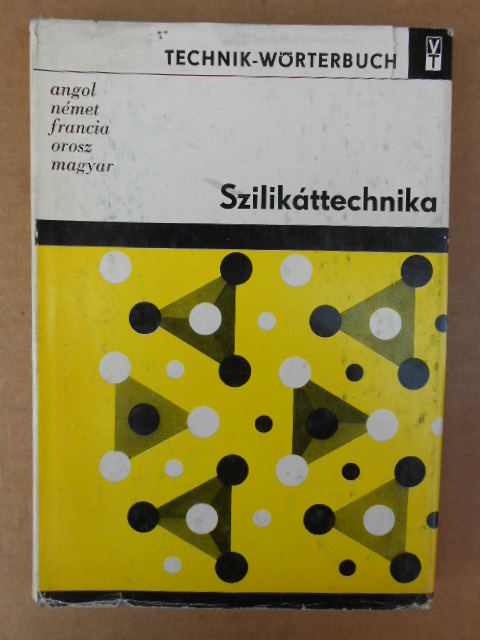 TECHNIK-WÖRTERBUCH
VT
angol
német
francia
orosz
magyar
Szilikáttechnika